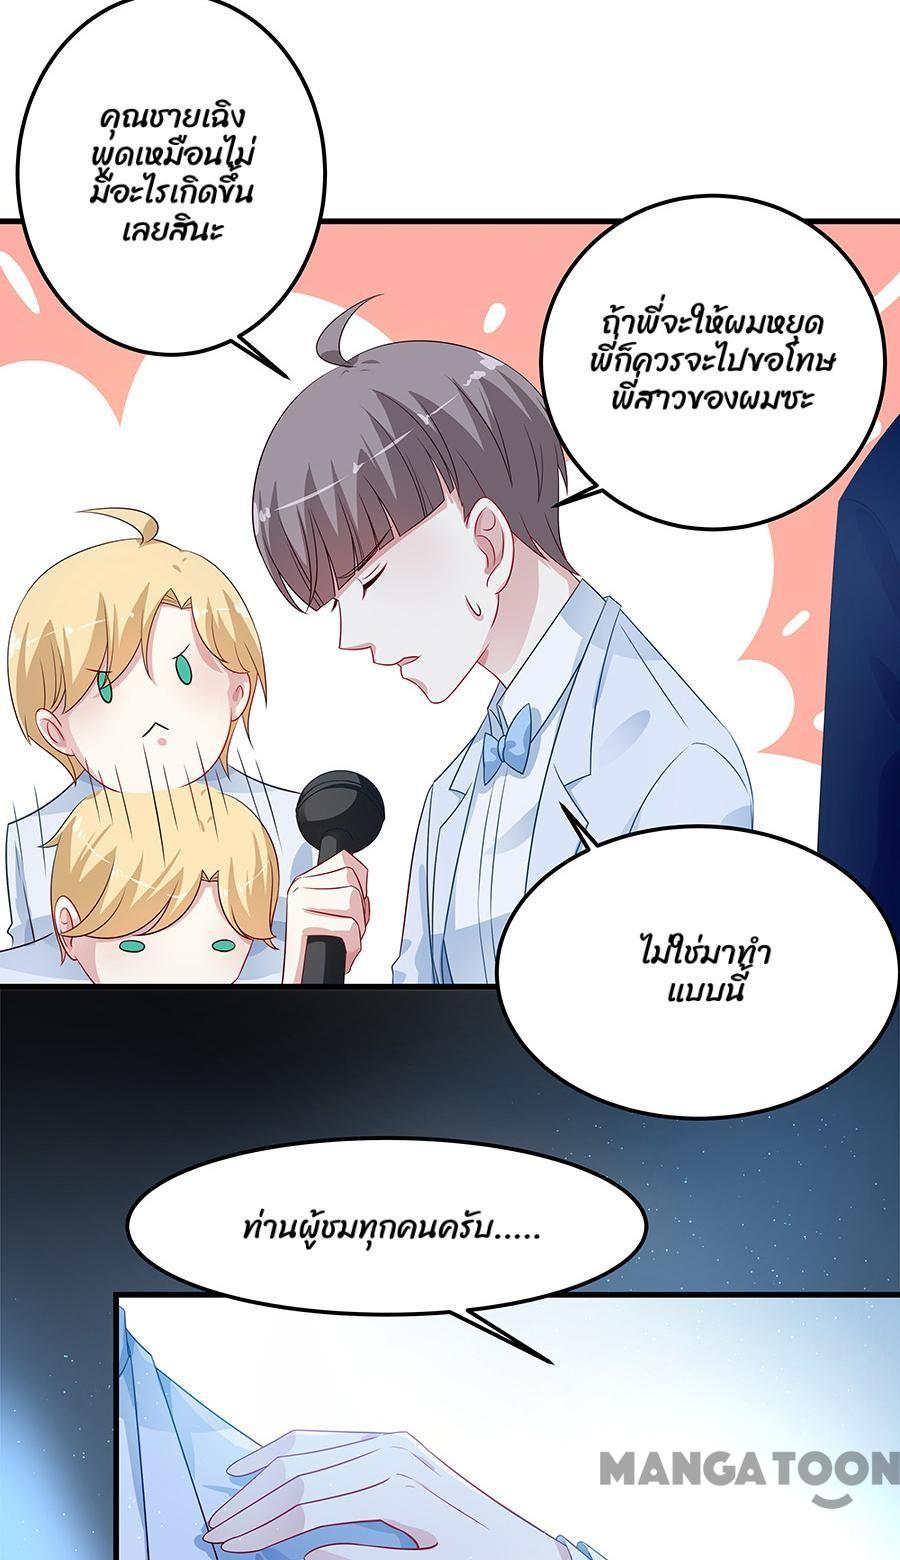 คุณชายเฉิง
พูดเหมือนไม่
มีอะไรเกิดขึ้น
เลยสินะ
ถ้าพี่จะให้ผมหยุด
พี่ก็ควรจะไปขอโทษ
พี่สาวของผมซะ
ไม่ใช่มาทำ
แบบนี้
ท่านผู้ชมทุกคนครับ.....
MANGATOON